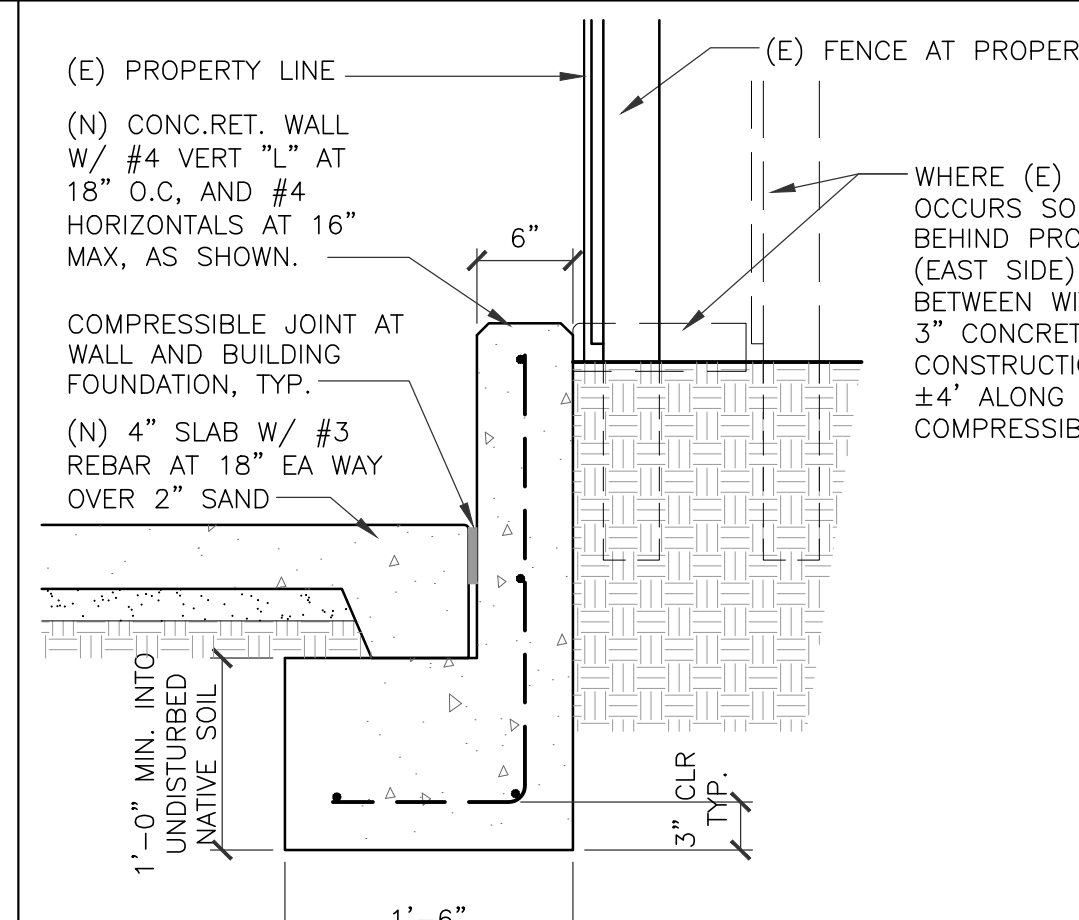 (E) PROPERTY LINE
(N) CONC.RET. WALL
W/ #4 VERT "L" AT
18" O.C, AND #4
HORIZONTALS AT 16"
MAX, AS SHOWN.
COMPRESSIBLE JOINT AT
WALL AND BUILDING
FOUNDATION, TYP.
(N) 4" SLAB W/ #3
REBAR AT 18" EA WAY
OVER 2" SAND
6"
(E) FENCE AT PROPER
WHERE (E)
OCCURS SO
BEHIND PRO
(EAST SIDE)
BETWEEN WI
3" CONCRET
CONSTRUCTIO
±4' ALONG
COMPRESSIB
1'-0" MIN. INTO
UNDISTURBED
NATIVE SOIL
3" CLR
TYP.
1'-6"